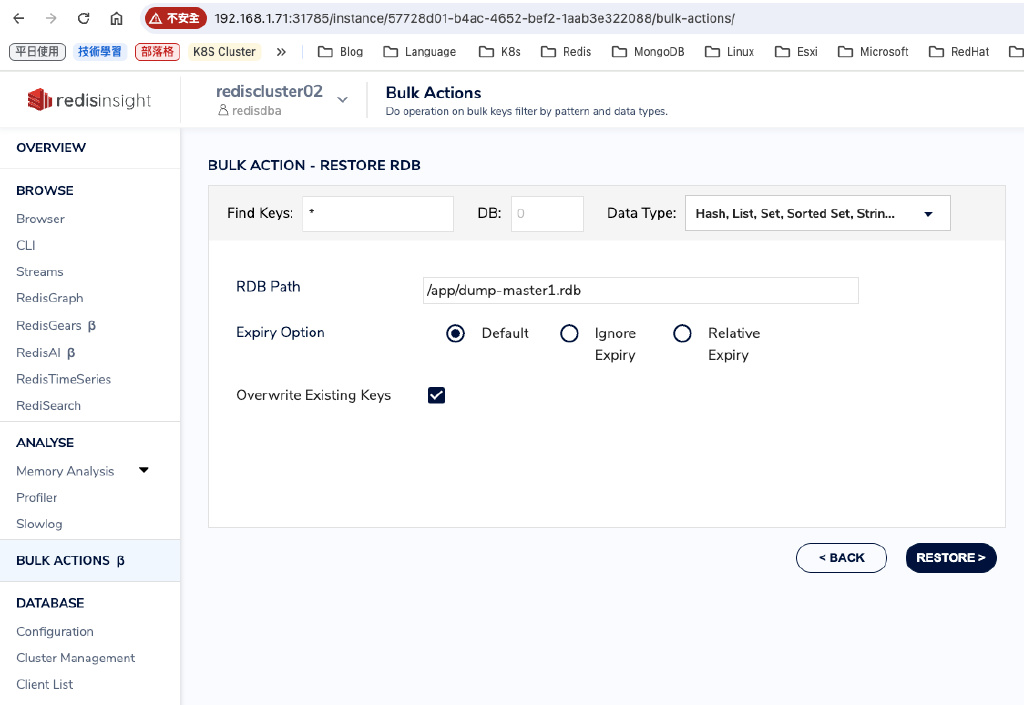 不安全 192.168.1.71:31785/instance/57728d01-b4ac-4652-bef2-1aab3e322088/bulk-actions/
平日使用 技術學習 部落格 K8S Cluster » Blog Language K8s Redis MongoDB Linux Esxi Microsoft RedHat
redisinsight
rediscluster02
redisdba
Bulk Actions
Do operation on bulk keys filter by pattern and data types.
OVERVIEW
BROWSE
Browser
CLI
Streams
RedisGraph
RedisGears β
RedisAI β
RedisTimeSeries
RediSearch
ANALYSE
Memory Analysis
Profiler
Slowlog
BULK ACTIONS β
DATABASE
Configuration
Cluster Management
Client List
BULK ACTION - RESTORE RDB
Find Keys: * DB: 0 Data Type: Hash, List, Set, Sorted Set, Strin...
RDB Path /app/dump-master1.rdb
Expiry Option Default Ignore Expiry Relative Expiry
Overwrite Existing Keys
< BACK RESTORE >